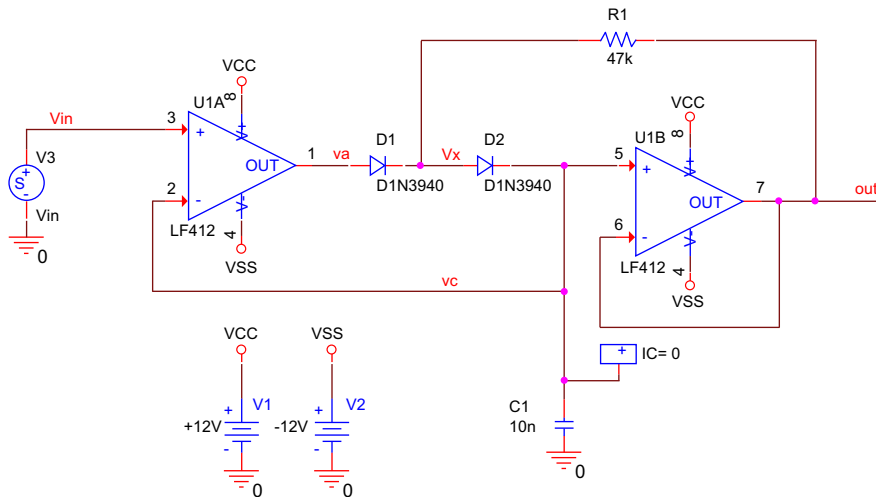 R1
47k
VCC
8
U1A
Vin
3
+
V+
OUT
1
va
D1
D1N3940
Vx
D2
D1N3940
VCC
8
U1B
5
+
V+
OUT
7
out
V3
S
+
-
Vin
0
2
-
V-
LF412
4
VSS
6
-
V-
LF412
4
VSS
vc
VCC
VSS
+
V1
+12V
-
0
+
V2
-12V
-
0
+
IC= 0
C1
10n
0